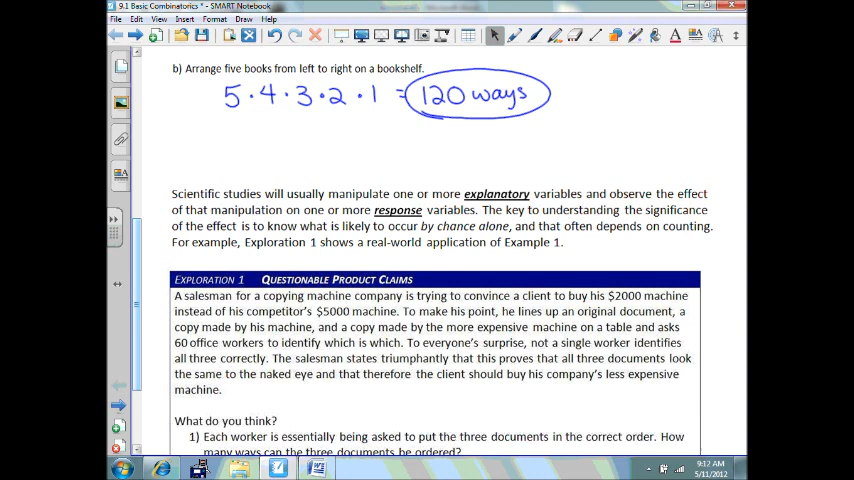 9.1 Basic Combinatorics * - SMART Notebook
File Edit View Insert Format Draw Help
b) Arrange five books from left to right on a bookshelf.
5 · 4 · 3 · 2 · 1 = 120 ways
Scientific studies will usually manipulate one or more explanatory variables and observe the effect
of that manipulation on one or more response variables. The key to understanding the significance
of the effect is to know what is likely to occur by chance alone, and that often depends on counting.
For example, Exploration 1 shows a real-world application of Example 1.
EXPLORATION 1 QUESTIONABLE PRODUCT CLAIMS
A salesman for a copying machine company is trying to convince a client to buy his $2000 machine
instead of his competitor's $5000 machine. To make his point, he lines up an original document, a
copy made by his machine, and a copy made by the more expensive machine on a table and asks
60 office workers to identify which is which. To everyone's surprise, not a single worker identifies
all three correctly. The salesman states triumphantly that this proves that all three documents look
the same to the naked eye and that therefore the client should buy his company's less expensive
machine.
What do you think?
1) Each worker is essentially being asked to put the three documents in the correct order. How
many ways can the three documents be ordered?
9:12 AM
5/11/2012